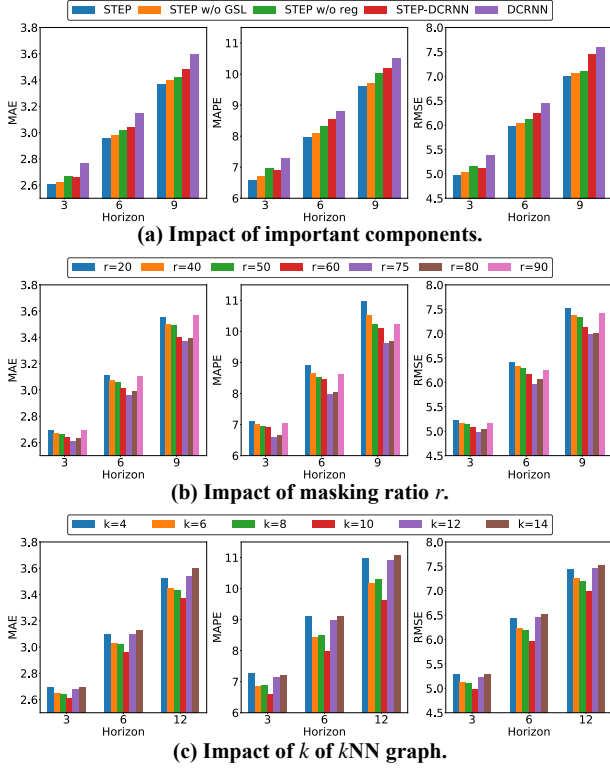 STEP STEP w/o GSL STEP w/o reg STEP-DCRNN DCRNN
3.8 3.6 3.4 3.2 3.0 2.8 2.6
MAE
3 6 9
Horizon
11 10 9 8 7 6
MAPE
3 6 9
Horizon
8.0 7.5 7.0 6.5 6.0 5.5 5.0 4.5
RMSE
3 6 9
Horizon
(a) Impact of important components.
r=20 r=40 r=50 r=60 r=75 r=80 r=90
3.8 3.6 3.4 3.2 3.0 2.8 2.6
MAE
3 6 9
Horizon
11 10 9 8 7 6
MAPE
3 6 9
Horizon
8.0 7.5 7.0 6.5 6.0 5.5 5.0 4.5
RMSE
3 6 9
Horizon
(b) Impact of masking ratio r.
k=4 k=6 k=8 k=10 k=12 k=14
3.8 3.6 3.4 3.2 3.0 2.8 2.6
MAE
3 6 12
Horizon
11 10 9 8 7 6
MAPE
3 6 12
Horizon
8.0 7.5 7.0 6.5 6.0 5.5 5.0 4.5
RMSE
3 6 12
Horizon
(c) Impact of k of kNN graph.